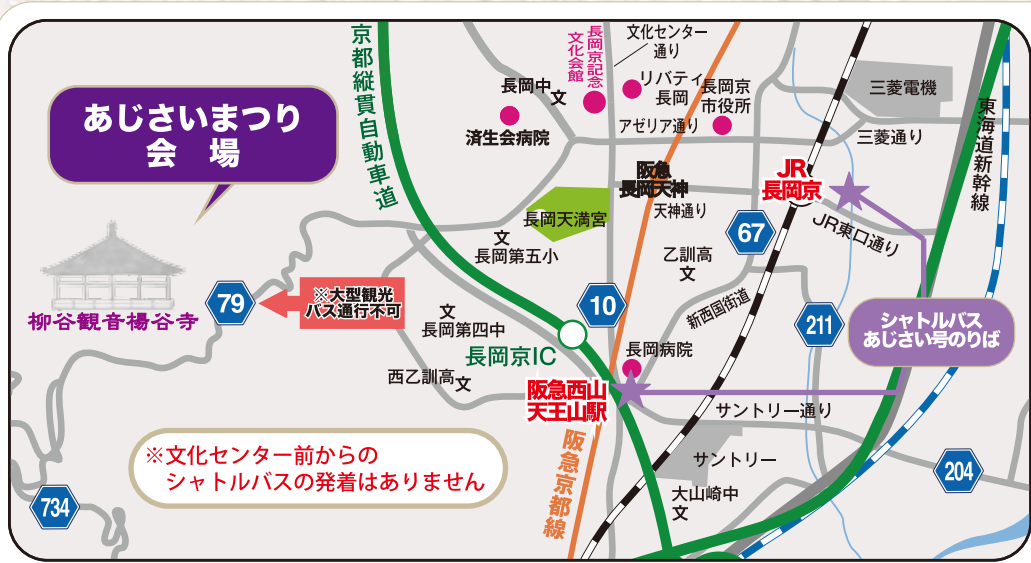 京都縦貫自動車道
あじさいまつり
会 場
柳谷観音楊谷寺
79
※大型観光
バス通行不可
734
※文化センター前からの
シャトルバスの発着はありません
長岡中
文
済生会病院
長岡京記念
文化会館
文化センター
通り
リバティ
長岡
長岡京
市役所
アゼリア通り
三菱電機
三菱通り
東海道新幹線
阪急
長岡天神
天神通り
JR
長岡京
JR東口通り
長岡天満宮
文
長岡第五小
乙訓高
文
67
新西国街道
10
211
シャトルバス
あじさい号のりば
文
長岡第四中
長岡京IC
西乙訓高
文
長岡病院
阪急西山
天王山駅
サントリー通り
サントリー
大山崎中
文
阪急京都線
204